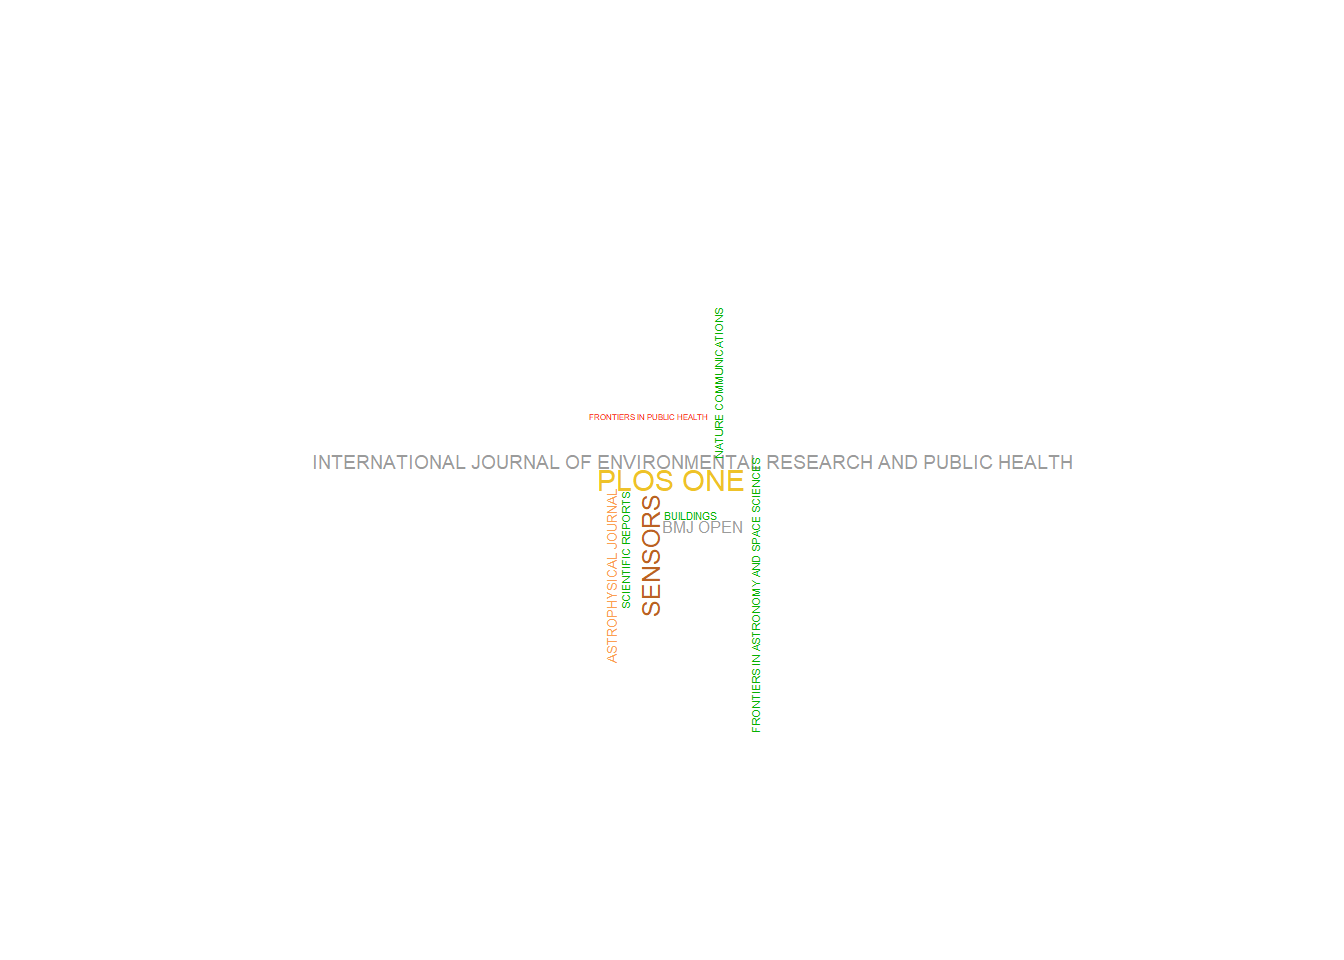 NATURE COMMUNICATIONS
FRONTIERS IN PUBLIC HEALTH
INTERNATIONAL JOURNAL OF ENVIRONMENTAL RESEARCH AND PUBLIC HEALTH
PLOS ONE
ASTROPHYSICAL JOURNAL
SCIENTIFIC REPORTS
SENSORS
BUILDINGS
BMJ OPEN
FRONTIERS IN ASTRONOMY AND SPACE SCIENCES